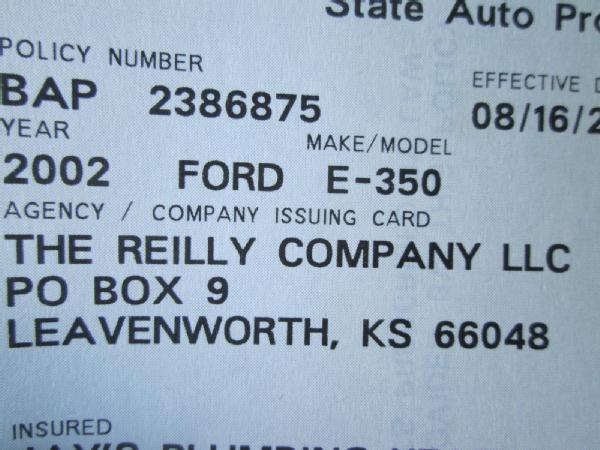 State Auto Pro
POLICY NUMBER
EFFECTIVE D
BAP 2386875
08/16/2
YEAR
MAKE/MODEL
2002 FORD E-350
AGENCY / COMPANY ISSUING CARD
THE REILLY COMPANY LLC
PO BOX 9
LEAVENWORTH, KS 66048
INSURED